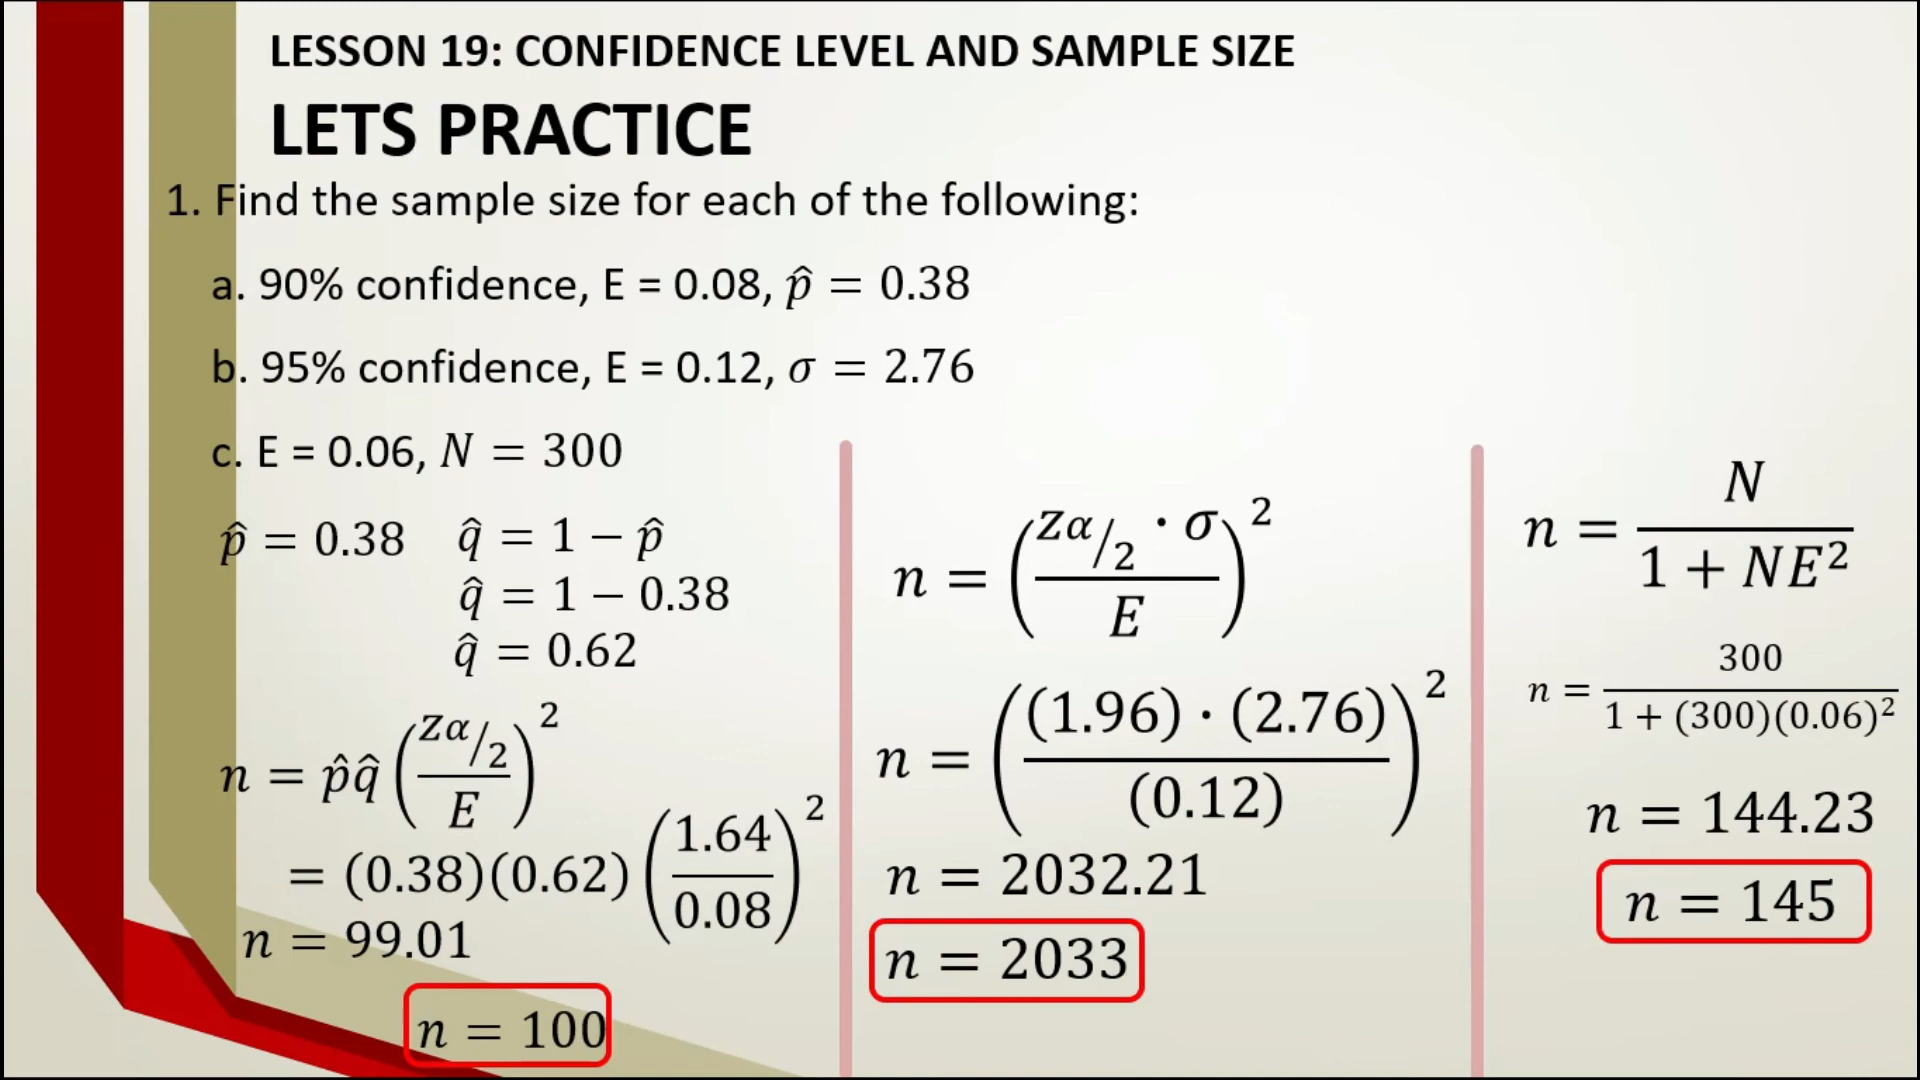 LESSON 19: CONFIDENCE LEVEL AND SAMPLE SIZE
LETS PRACTICE
1. Find the sample size for each of the following:
a. 90% confidence, E = 0.08, p̂ = 0.38
b. 95% confidence, E = 0.12, σ = 2.76
c. E = 0.06, N = 300
p̂ = 0.38
q̂ = 1 − p̂
q̂ = 1 − 0.38
q̂ = 0.62
n = p̂q̂ (zα/2 / E)²
= (0.38)(0.62) (1.64 / 0.08)²
n = 99.01
n = 100
n = (zα/2 · σ / E)²
n = ((1.96) · (2.76) / (0.12))²
n = 2032.21
n = 2033
n = N / 1 + NE²
n = 300 / 1 + (300)(0.06)²
n = 144.23
n = 145